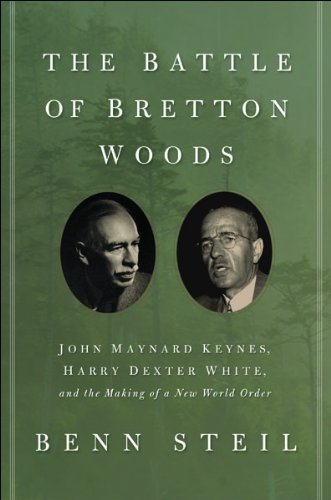 THE BATTLE
OF BRETTON
WOODS
JOHN MAYNARD KEYNES,
HARRY DEXTER WHITE,
and the Making of a New World Order
BENN STEIL